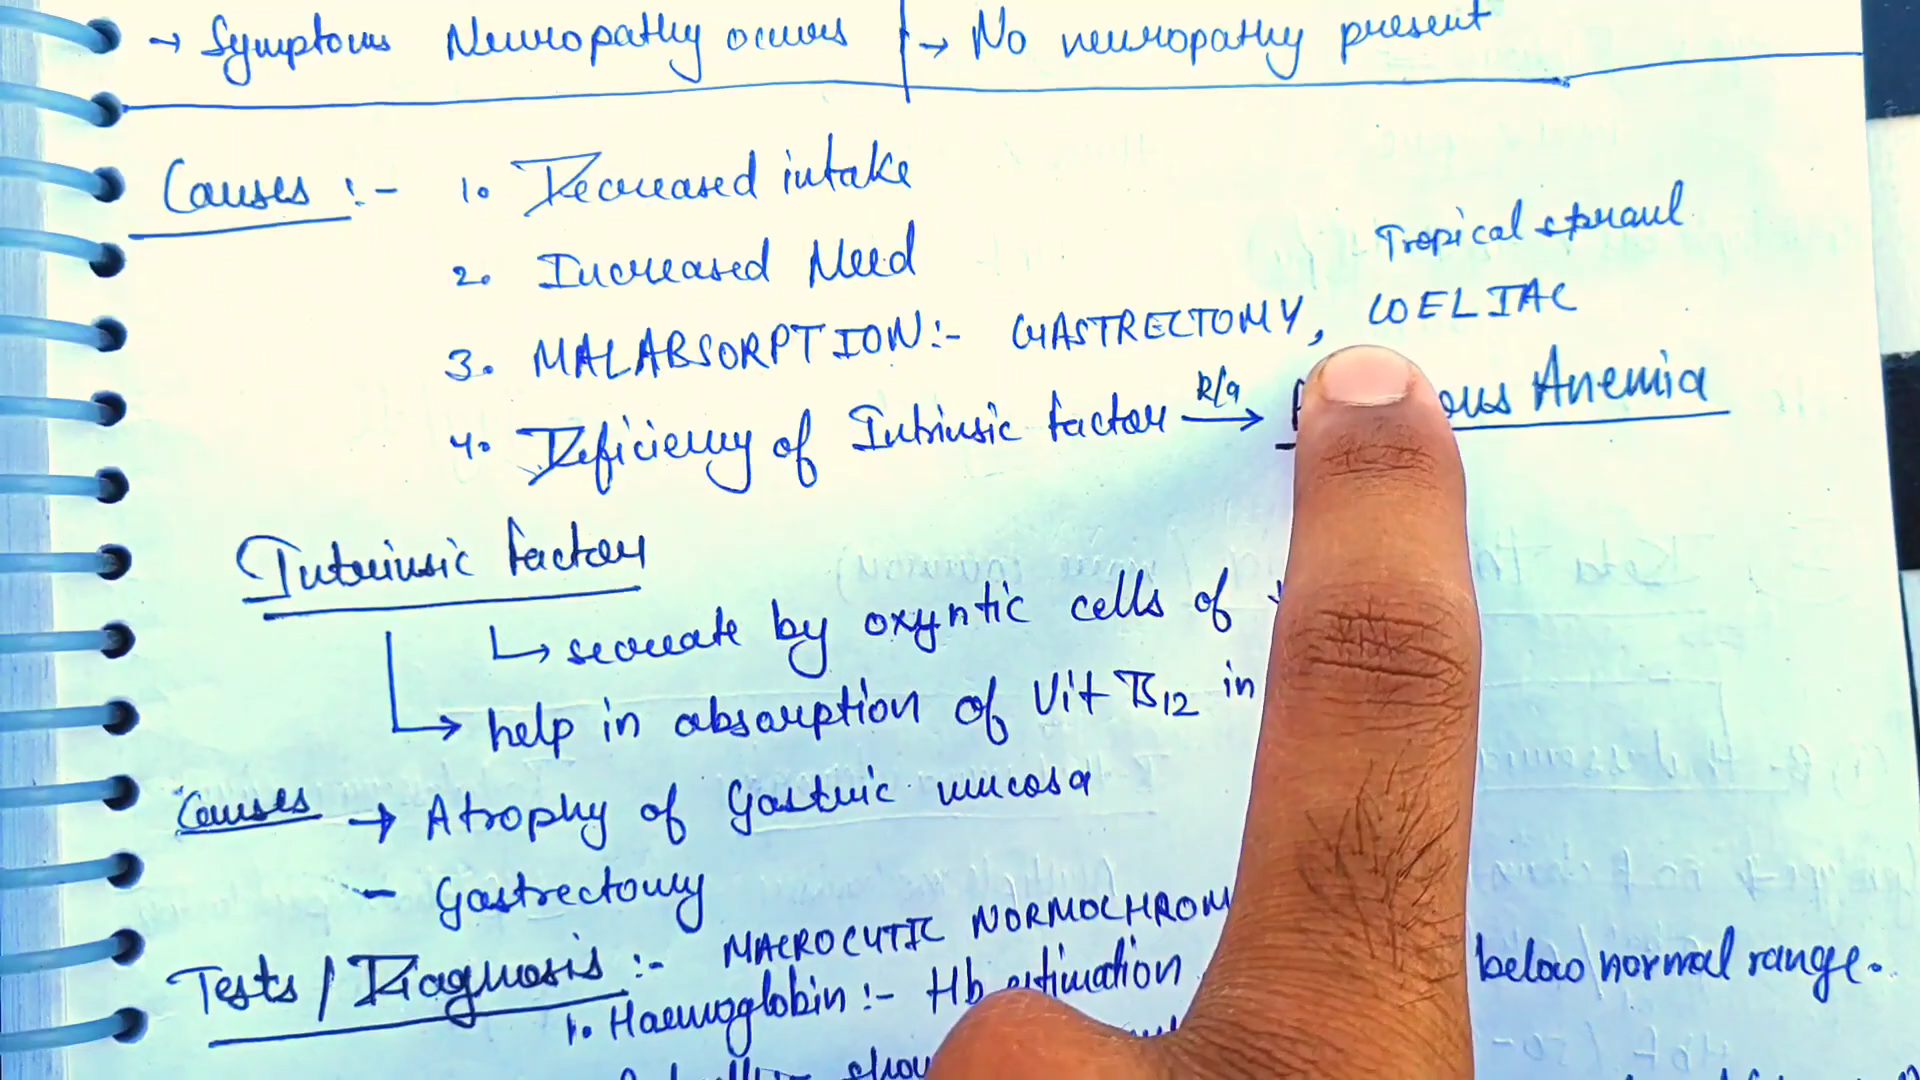 → Symptoms Neuropathy occurs → No neuropathy present
Causes :- 1. Decreased intake
2. Increased Need
Tropical spraul
3. MALABSORPTION:- GASTRECTOMY, COELIAC
4. Deficiency of Intrinsic factor R/a → Anemia
Intrinsic factor
↳ secreate by oxyntic cells of
↳ help in absorption of Vit B12 in
Causes → Atrophy of Gastric mucosa
- Gastrectomy
Tests / Diagnosis :- MACROCYTIC NORMOCHROM
1. Haemoglobin :- Hb estimation below normal range.